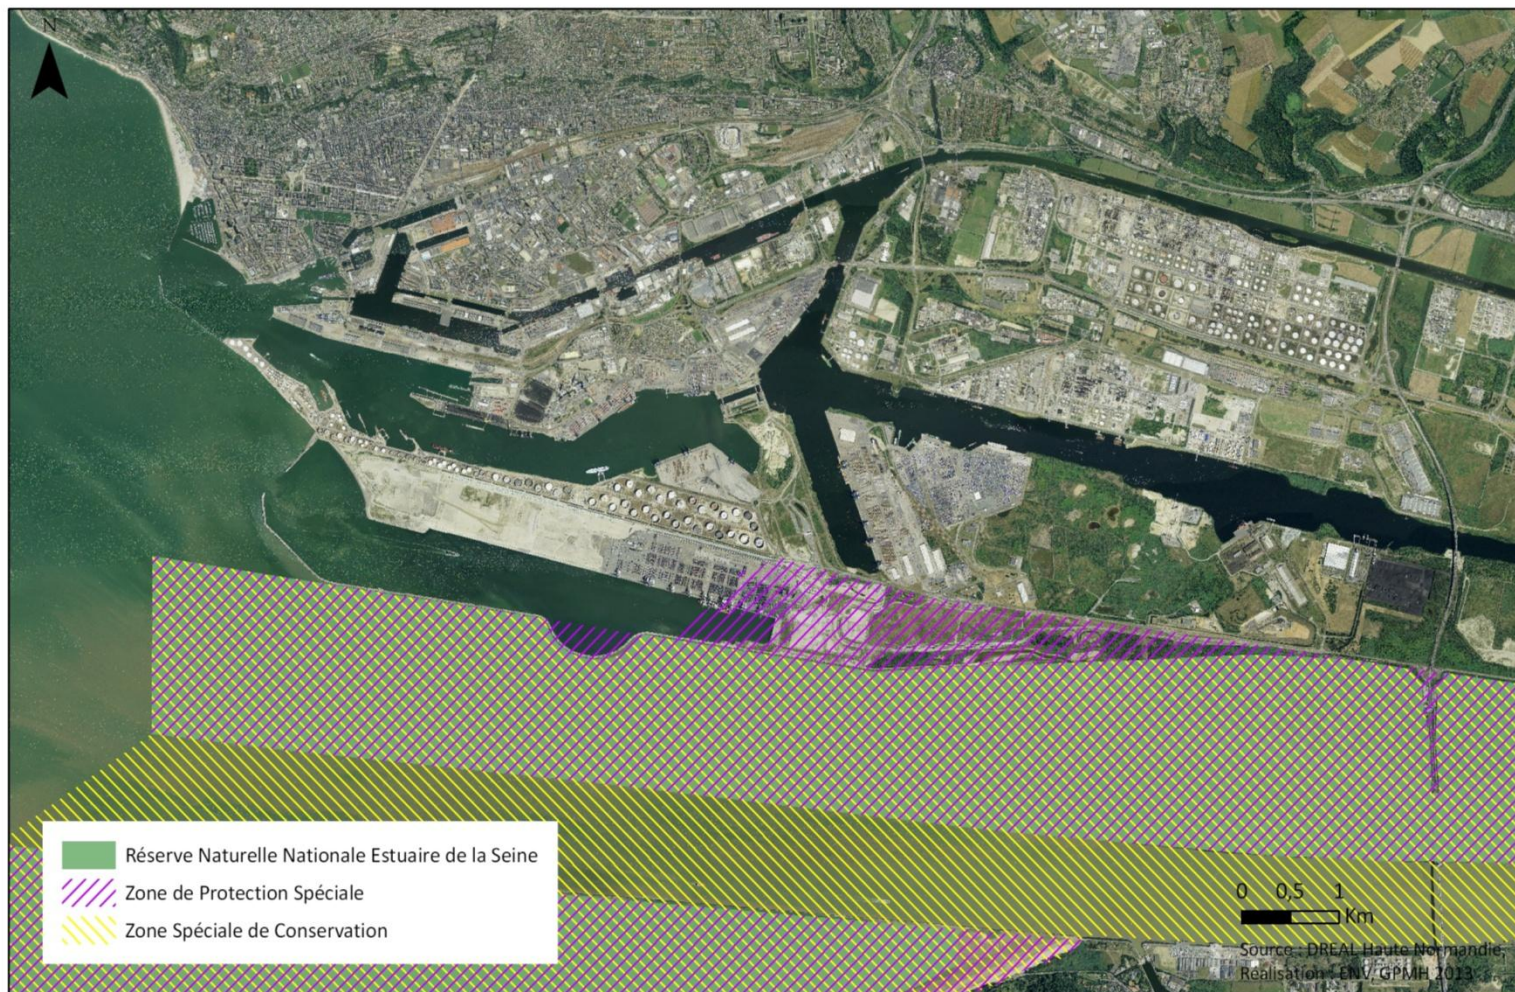 N
Réserve Naturelle Nationale Estuaire de la Seine
Zone de Protection Spéciale
Zone Spéciale de Conservation
0 0,5 1
Km
Source : DREAL Haute Normandie,
Réalisation : ENV, GPMH 2013